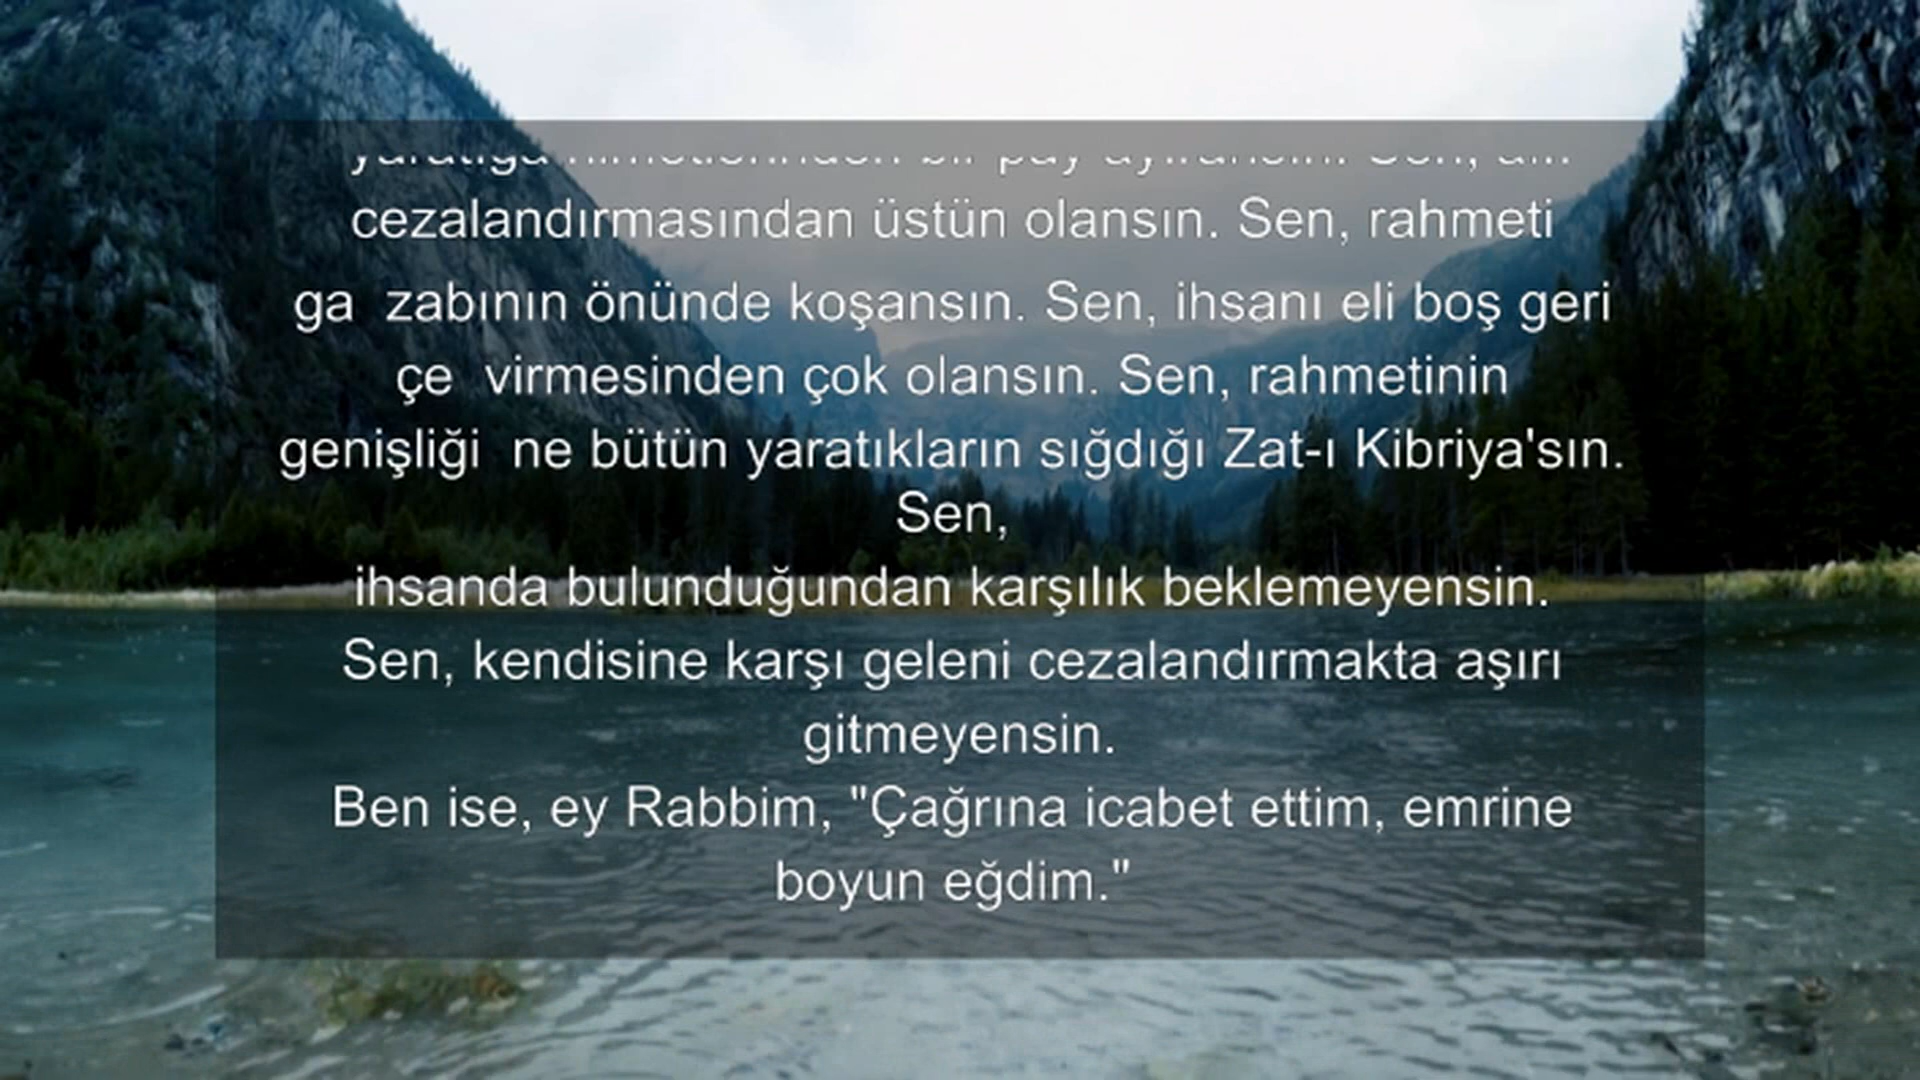 cezalandırmasından üstün olansın. Sen, rahmeti
ga  zabının önünde koşansın. Sen, ihsanı eli boş geri
çe  virmesinden çok olansın. Sen, rahmetinin
genişliği  ne bütün yaratıkların sığdığı Zat-ı Kibriya'sın.
Sen,
ihsanda bulunduğundan karşılık beklemeyensin.
Sen, kendisine karşı geleni cezalandırmakta aşırı
gitmeyensin.
Ben ise, ey Rabbim, "Çağrına icabet ettim, emrine
boyun eğdim."